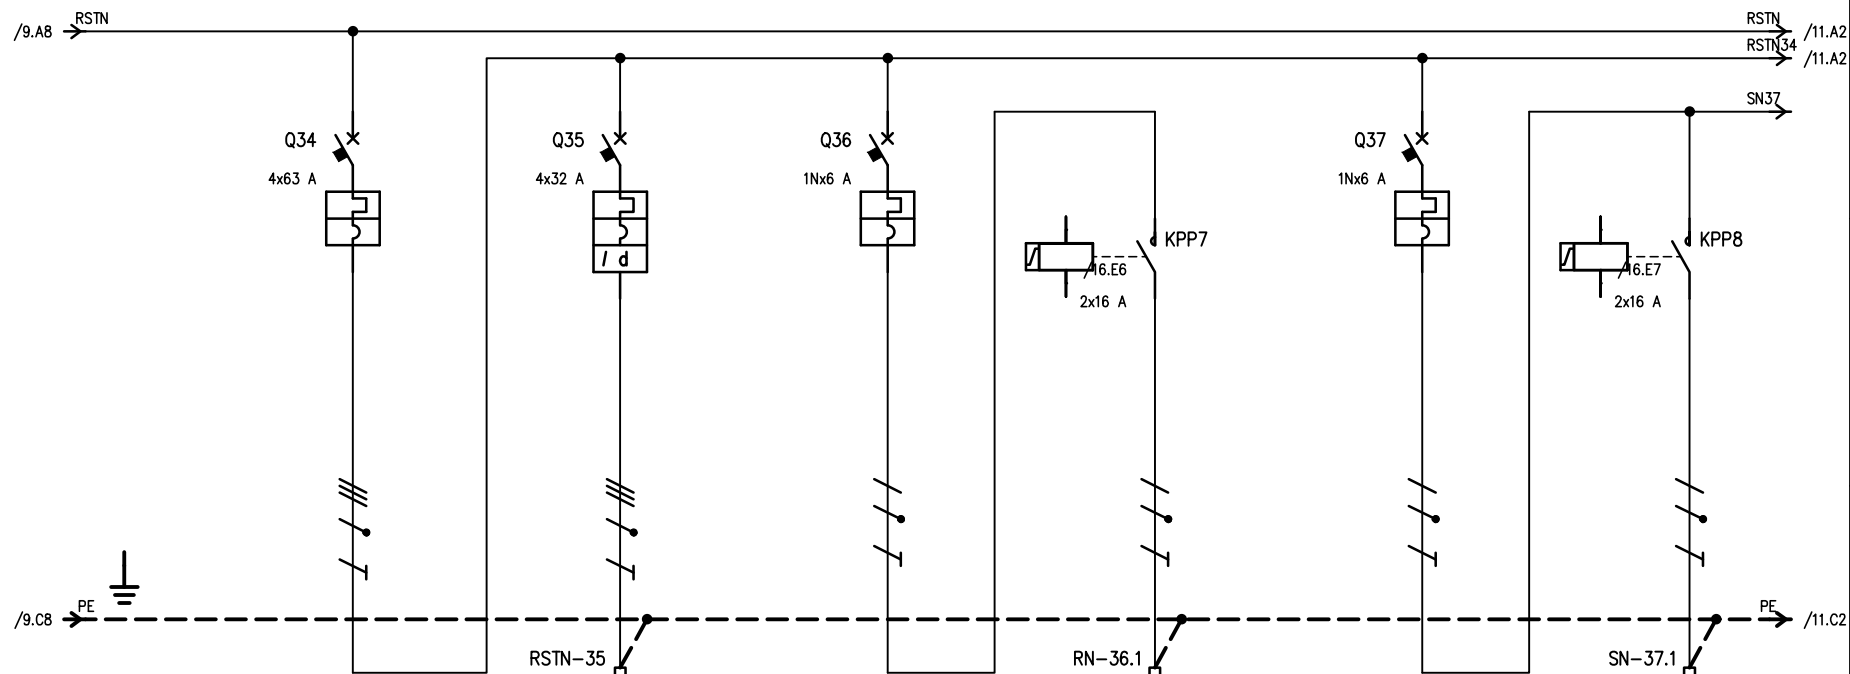 RSTN
/9.A8
RSTN
/11.A2
RSTN34
/11.A2
SN37
Q34
4x63 A
Q35
4x32 A
I d
Q36
1Nx6 A
KPP7
/16.E6
2x16 A
Q37
1Nx6 A
KPP8
/16.E7
2x16 A
/9.C8
PE
PE
/11.C2
RSTN-35
RN-36.1
SN-37.1